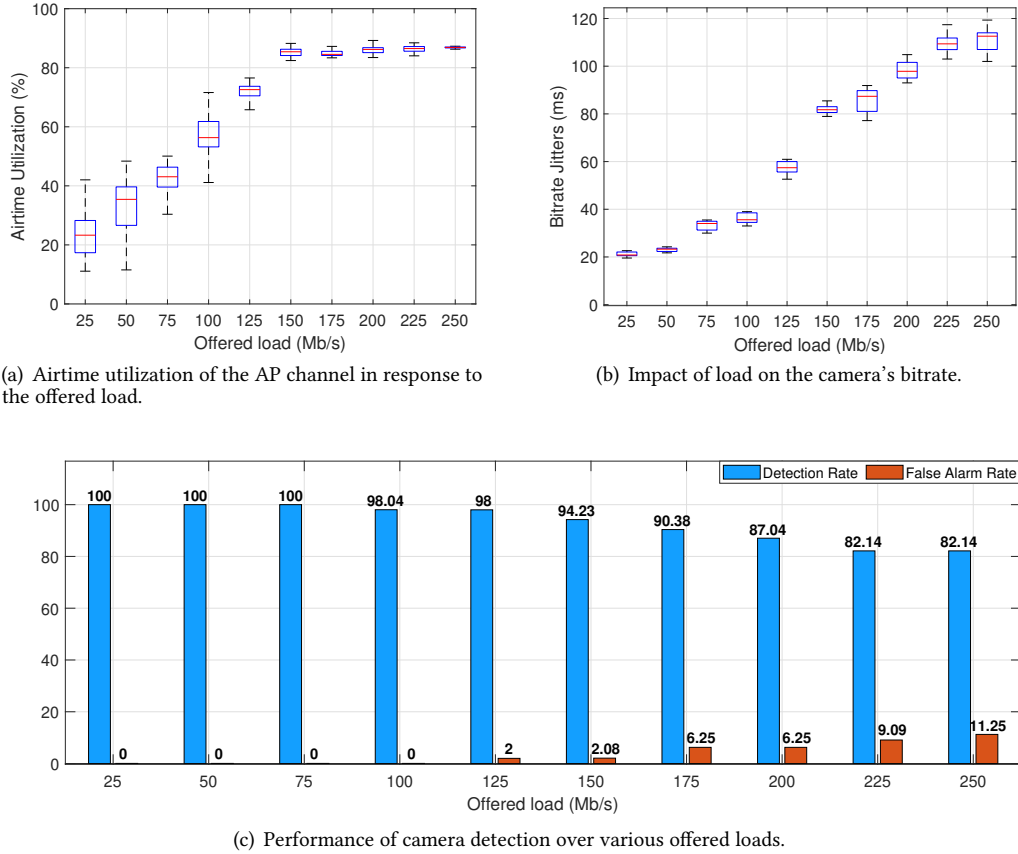 100
80
60
40
20
0
Airtime Utilization (%)
25 50 75 100 125 150 175 200 225 250
Offered load (Mb/s)
(a) Airtime utilization of the AP channel in response to
the offered load.
120
100
80
60
40
20
0
Bitrate Jitters (ms)
25 50 75 100 125 150 175 200 225 250
Offered load (Mb/s)
(b) Impact of load on the camera's bitrate.
Detection Rate False Alarm Rate
100
80
60
40
20
0
100 100 100 98.04 98 94.23 90.38 87.04 82.14 82.14
0 0 0 0 2 2.08 6.25 6.25 9.09 11.25
25 50 75 100 125 150 175 200 225 250
Offered load (Mb/s)
(c) Performance of camera detection over various offered loads.